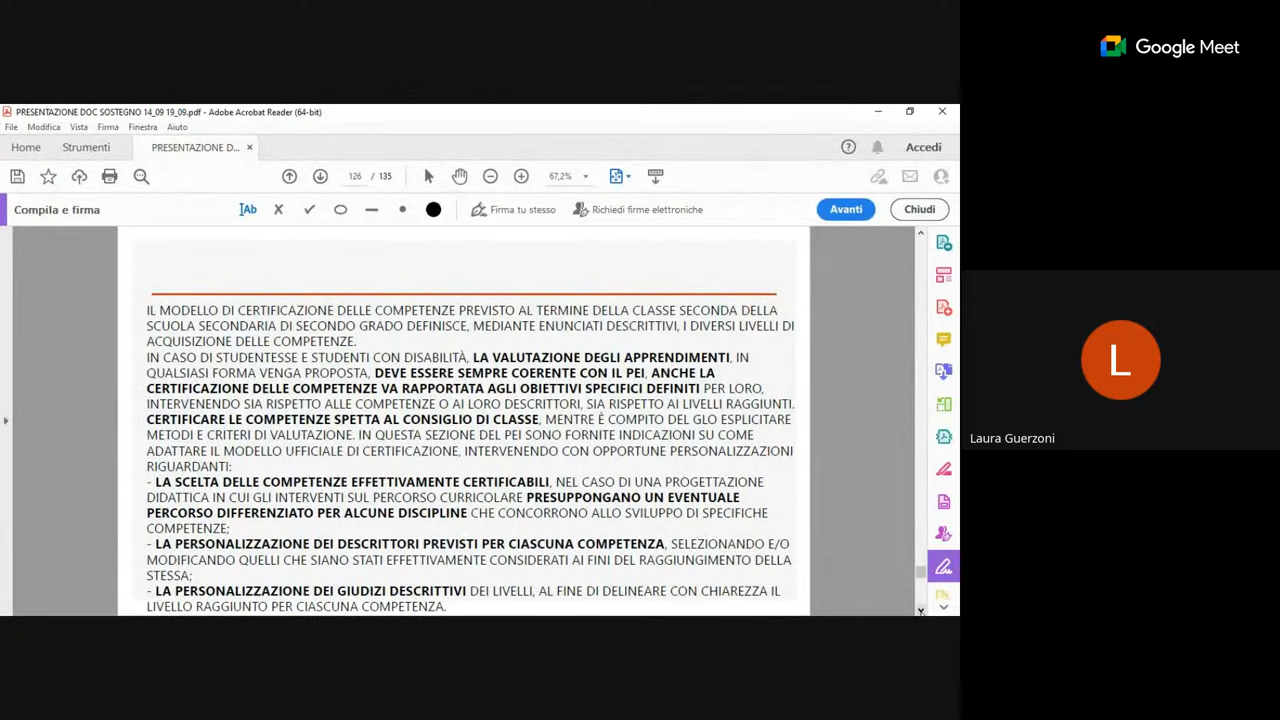 Google Meet
PRESENTAZIONE DOC SOSTEGNO 14_09 19_09.pdf - Adobe Acrobat Reader (64-bit)
File Modifica Vista Firma Finestra Aiuto
Home Strumenti PRESENTAZIONE D... × Accedi
126 / 135 67,2%
Compila e firma Ab Firma tu stesso Richiedi firme elettroniche Avanti Chiudi
IL MODELLO DI CERTIFICAZIONE DELLE COMPETENZE PREVISTO AL TERMINE DELLA CLASSE SECONDA DELLA
SCUOLA SECONDARIA DI SECONDO GRADO DEFINISCE, MEDIANTE ENUNCIATI DESCRITTIVI, I DIVERSI LIVELLI DI
ACQUISIZIONE DELLE COMPETENZE.
IN CASO DI STUDENTESSE E STUDENTI CON DISABILITÀ, LA VALUTAZIONE DEGLI APPRENDIMENTI, IN
QUALSIASI FORMA VENGA PROPOSTA, DEVE ESSERE SEMPRE COERENTE CON IL PEI, ANCHE LA
CERTIFICAZIONE DELLE COMPETENZE VA RAPPORTATA AGLI OBIETTIVI SPECIFICI DEFINITI PER LORO,
INTERVENENDO SIA RISPETTO ALLE COMPETENZE O AI LORO DESCRITTORI, SIA RISPETTO AI LIVELLI RAGGIUNTI.
CERTIFICARE LE COMPETENZE SPETTA AL CONSIGLIO DI CLASSE, MENTRE È COMPITO DEL GLO ESPLICITARE
METODI E CRITERI DI VALUTAZIONE. IN QUESTA SEZIONE DEL PEI SONO FORNITE INDICAZIONI SU COME
ADATTARE IL MODELLO UFFICIALE DI CERTIFICAZIONE, INTERVENENDO CON OPPORTUNE PERSONALIZZAZIONI
RIGUARDANTI:
- LA SCELTA DELLE COMPETENZE EFFETTIVAMENTE CERTIFICABILI, NEL CASO DI UNA PROGETTAZIONE
DIDATTICA IN CUI GLI INTERVENTI SUL PERCORSO CURRICOLARE PRESUPPONGANO UN EVENTUALE
PERCORSO DIFFERENZIATO PER ALCUNE DISCIPLINE CHE CONCORRONO ALLO SVILUPPO DI SPECIFICHE
COMPETENZE;
- LA PERSONALIZZAZIONE DEI DESCRITTORI PREVISTI PER CIASCUNA COMPETENZA, SELEZIONANDO E/O
MODIFICANDO QUELLI CHE SIANO STATI EFFETTIVAMENTE CONSIDERATI AI FINI DEL RAGGIUNGIMENTO DELLA
STESSA;
- LA PERSONALIZZAZIONE DEI GIUDIZI DESCRITTIVI DEI LIVELLI, AL FINE DI DELINEARE CON CHIAREZZA IL
LIVELLO RAGGIUNTO PER CIASCUNA COMPETENZA.
L
Laura Guerzoni